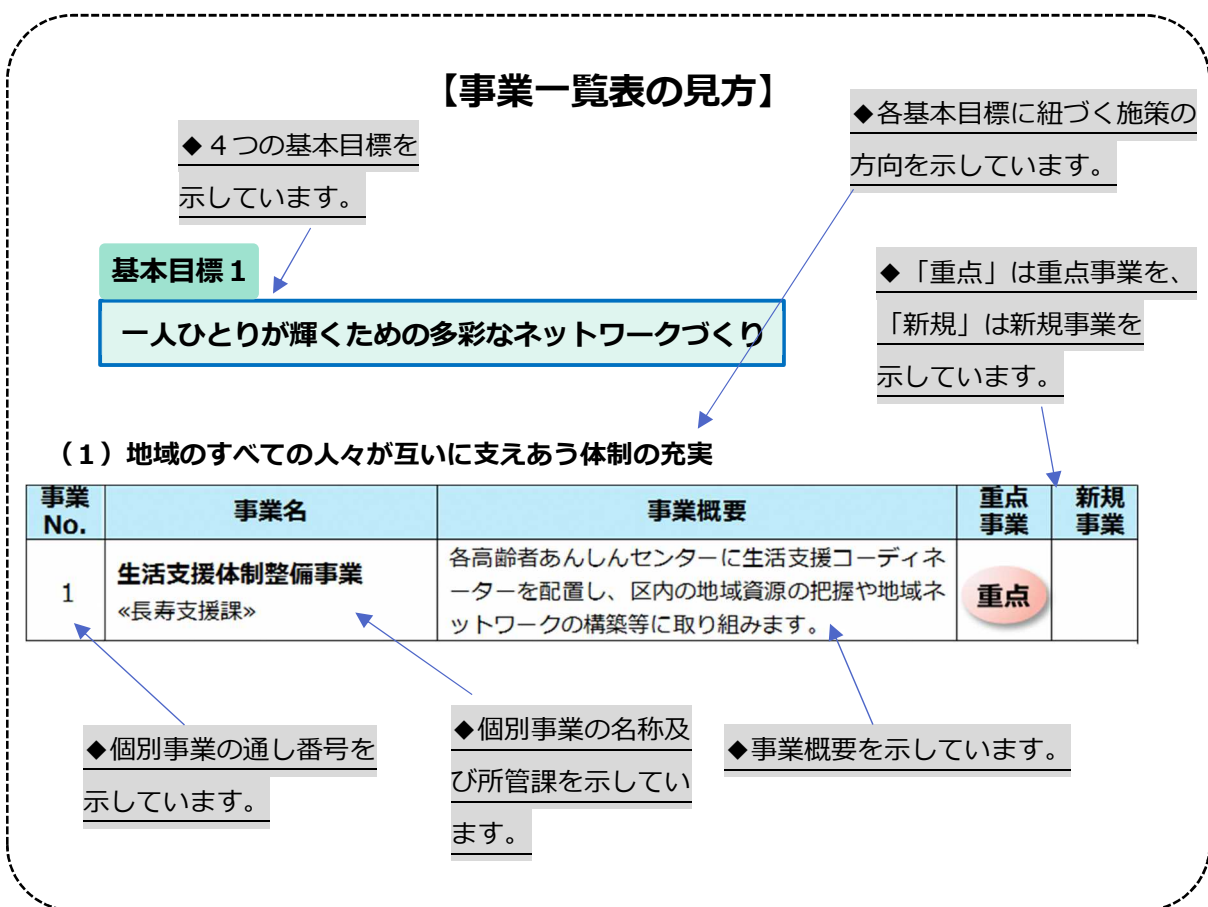 【事業一覧表の見方】
◆各基本目標に紐づく施策の
方向を示しています。
◆４つの基本目標を
示しています。
基本目標１
一人ひとりが輝くための多彩なネットワークづくり
◆「重点」は重点事業を、
「新規」は新規事業を
示しています。
（１）地域のすべての人々が互いに支えあう体制の充実
事業
No.
事業名
事業概要
重点
事業
新規
事業
1
生活支援体制整備事業
«長寿支援課»
各高齢者あんしんセンターに生活支援コーディネ
ーターを配置し、区内の地域資源の把握や地域ネ
ットワークの構築等に取り組みます。
重点
◆個別事業の通し番号を
示しています。
◆個別事業の名称及
び所管課を示してい
ます。
◆事業概要を示しています。